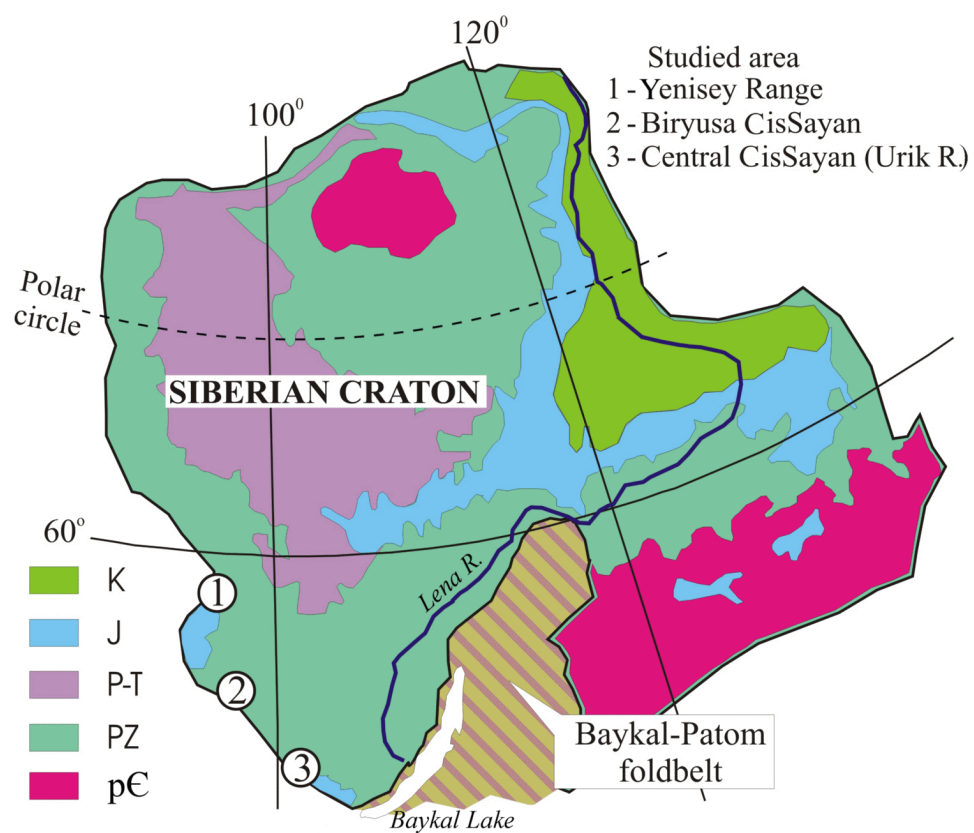 120⁰
Studied area
1 - Yenisey Range
2 - Biryusa CisSayan
3 - Central CisSayan (Urik R.)
100⁰
Polar
circle
SIBERIAN CRATON
60°
Lena R.
K
J
P-T
PZ
pЄ
1
2
3
Baykal-Patom
foldbelt
Baykal Lake